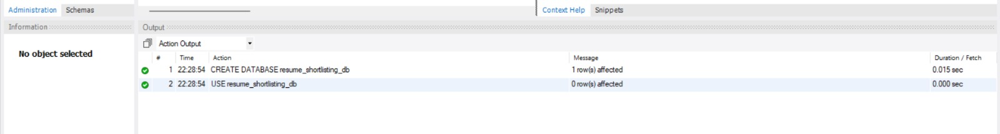 Administration Schemas
Context Help Snippets
Information
Output
No object selected
Action Output
# Time Action Message Duration / Fetch
1 22:28:54 CREATE DATABASE resume_shortlisting_db 1 row(s) affected 0.015 sec
2 22:28:54 USE resume_shortlisting_db 0 row(s) affected 0.000 sec